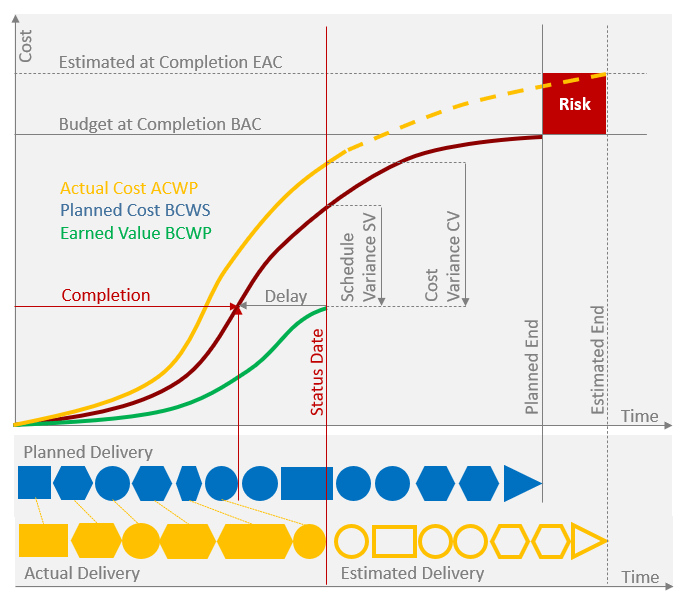 Cost
Estimated at Completion EAC
Risk
Budget at Completion BAC
Actual Cost ACWP
Planned Cost BCWS
Earned Value BCWP
Schedule
Variance SV
Cost
Variance CV
Completion
Delay
Status Date
Planned End
Estimated End
Time
Planned Delivery
Actual Delivery
Estimated Delivery
Time